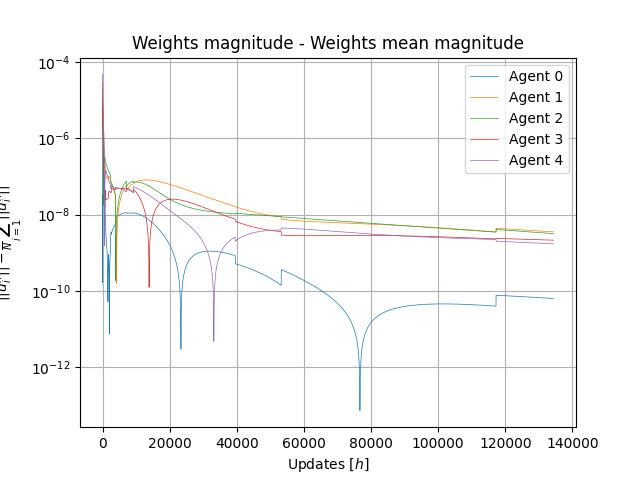 Weights magnitude - Weights mean magnitude
Agent 0
Agent 1
Agent 2
Agent 3
Agent 4
10⁻⁴
10⁻⁶
10⁻⁸
10⁻¹⁰
10⁻¹²
0 20000 40000 60000 80000 100000 120000 140000
Updates [h]